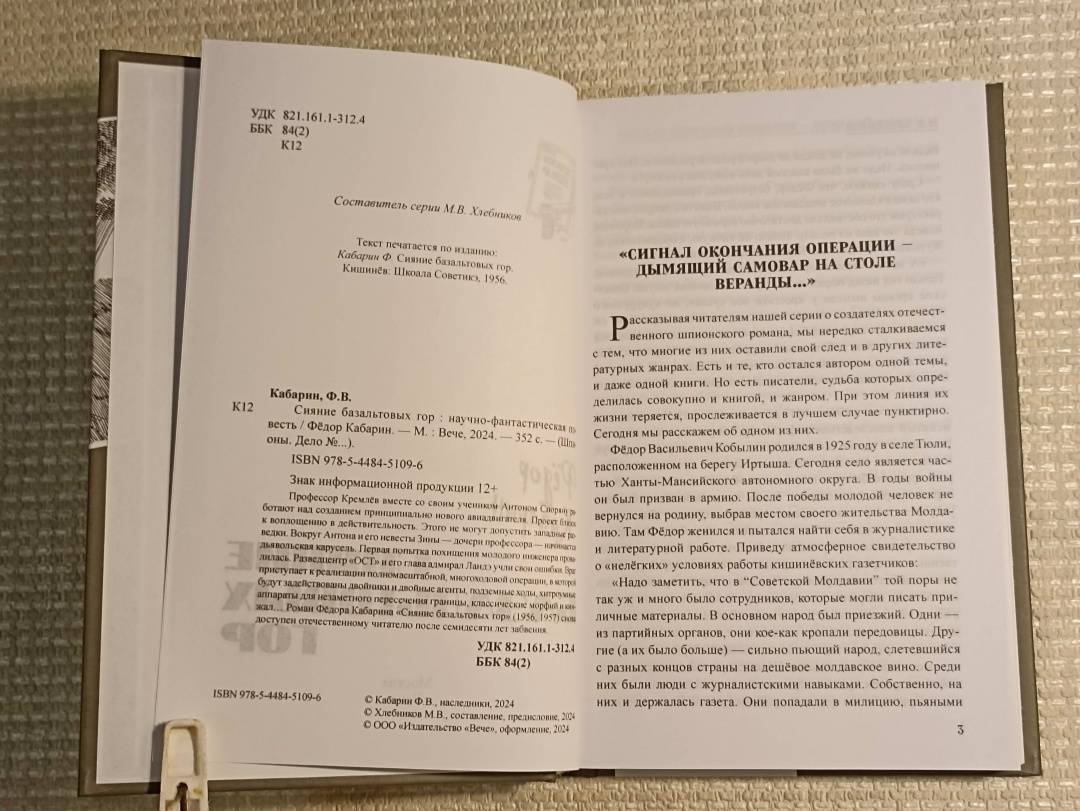 УДК 821.161.1-312.4
ББК 84(2)
К12
Составитель серии М.В. Хлебников
Текст печатается по изданию:
Кабарин Ф. Сияние базальтовых гор.
Кишинёв: Шкоала Советикэ, 1956.
Кабарин, Ф.В.
К12
Сияние базальтовых гор : научно-фантастическая
весть / Фёдор Кабарин. — М. : Вече, 2024. — 352 с. — (Шпи
оны. Дело №...).
ISBN 978-5-4484-5109-6
Знак информационной продукции 12+
Профессор Кремлёв вместе со своим учеником Антоном
ботают над созданием принципиально нового авиадвигателя. Проект
к воплощению в действительность. Этого не могут допустить западные
ведки. Вокруг Антона и его невесты Зины — дочери профессора —
дьявольская карусель. Первая попытка похищения молодого инженера
лилась. Разведцентр «ОСТ» и его глава адмирал Ландэ учли свои ошибки.
приступает к реализации полномасштабной, многоходовой операции, в которой
будут задействованы двойники и двойные агенты, подземные ходы, хитроумные
аппараты для незаметного пересечения границы, классические морфий и
жал... Роман Фёдора Кабарина «Сияние базальтовых гор» (1956, 1957)
доступен отечественному читателю после семидесяти лет забвения.
УДК 821.161.1-312.4
ББК 84(2)
ISBN 978-5-4484-5109-6
© Кабарин Ф.В., наследники, 2024
© Хлебников М.В., составление, предисловие, 2024
© ООО «Издательство «Вече», оформление, 2024
«СИГНАЛ ОКОНЧАНИЯ ОПЕРАЦИИ —
ДЫМЯЩИЙ САМОВАР НА СТОЛЕ
ВЕРАНДЫ...»
Рассказывая читателям нашей серии о создателях отечест-
венного шпионского романа, мы нередко сталкиваемся
с тем, что многие из них оставили свой след и в других лите-
ратурных жанрах. Есть и те, кто остался автором одной темы,
и даже одной книги. Но есть писатели, судьба которых опре-
делилась совокупно и книгой, и жанром. При этом линия их
жизни теряется, прослеживается в лучшем случае пунктирно.
Сегодня мы расскажем об одном из них.
Фёдор Васильевич Кобылин родился в 1925 году в селе Тюли,
расположенном на берегу Иртыша. Сегодня село является час-
тью Ханты-Мансийского автономного округа. В годы войны
он был призван в армию. После победы молодой человек не
вернулся на родину, выбрав местом своего жительства Молда-
вию. Там Фёдор женился и пытался найти себя в журналистике
и литературной работе. Приведу атмосферное свидетельство
о «нелёгких» условиях работы кишинёвских газетчиков:
«Надо заметить, что в “Советской Молдавии” той поры не
так уж и много было сотрудников, которые могли писать при-
личные материалы. В основном народ был приезжий. Одни —
из партийных органов, они кое-как кропали передовицы. Дру-
гие (а их было больше) — сильно пьющий народ, слетевшийся
с разных концов страны на дешёвое молдавское вино. Среди
них были люди с журналистскими навыками. Собственно, на
них и держалась газета. Они попадали в милицию, пьяными
3